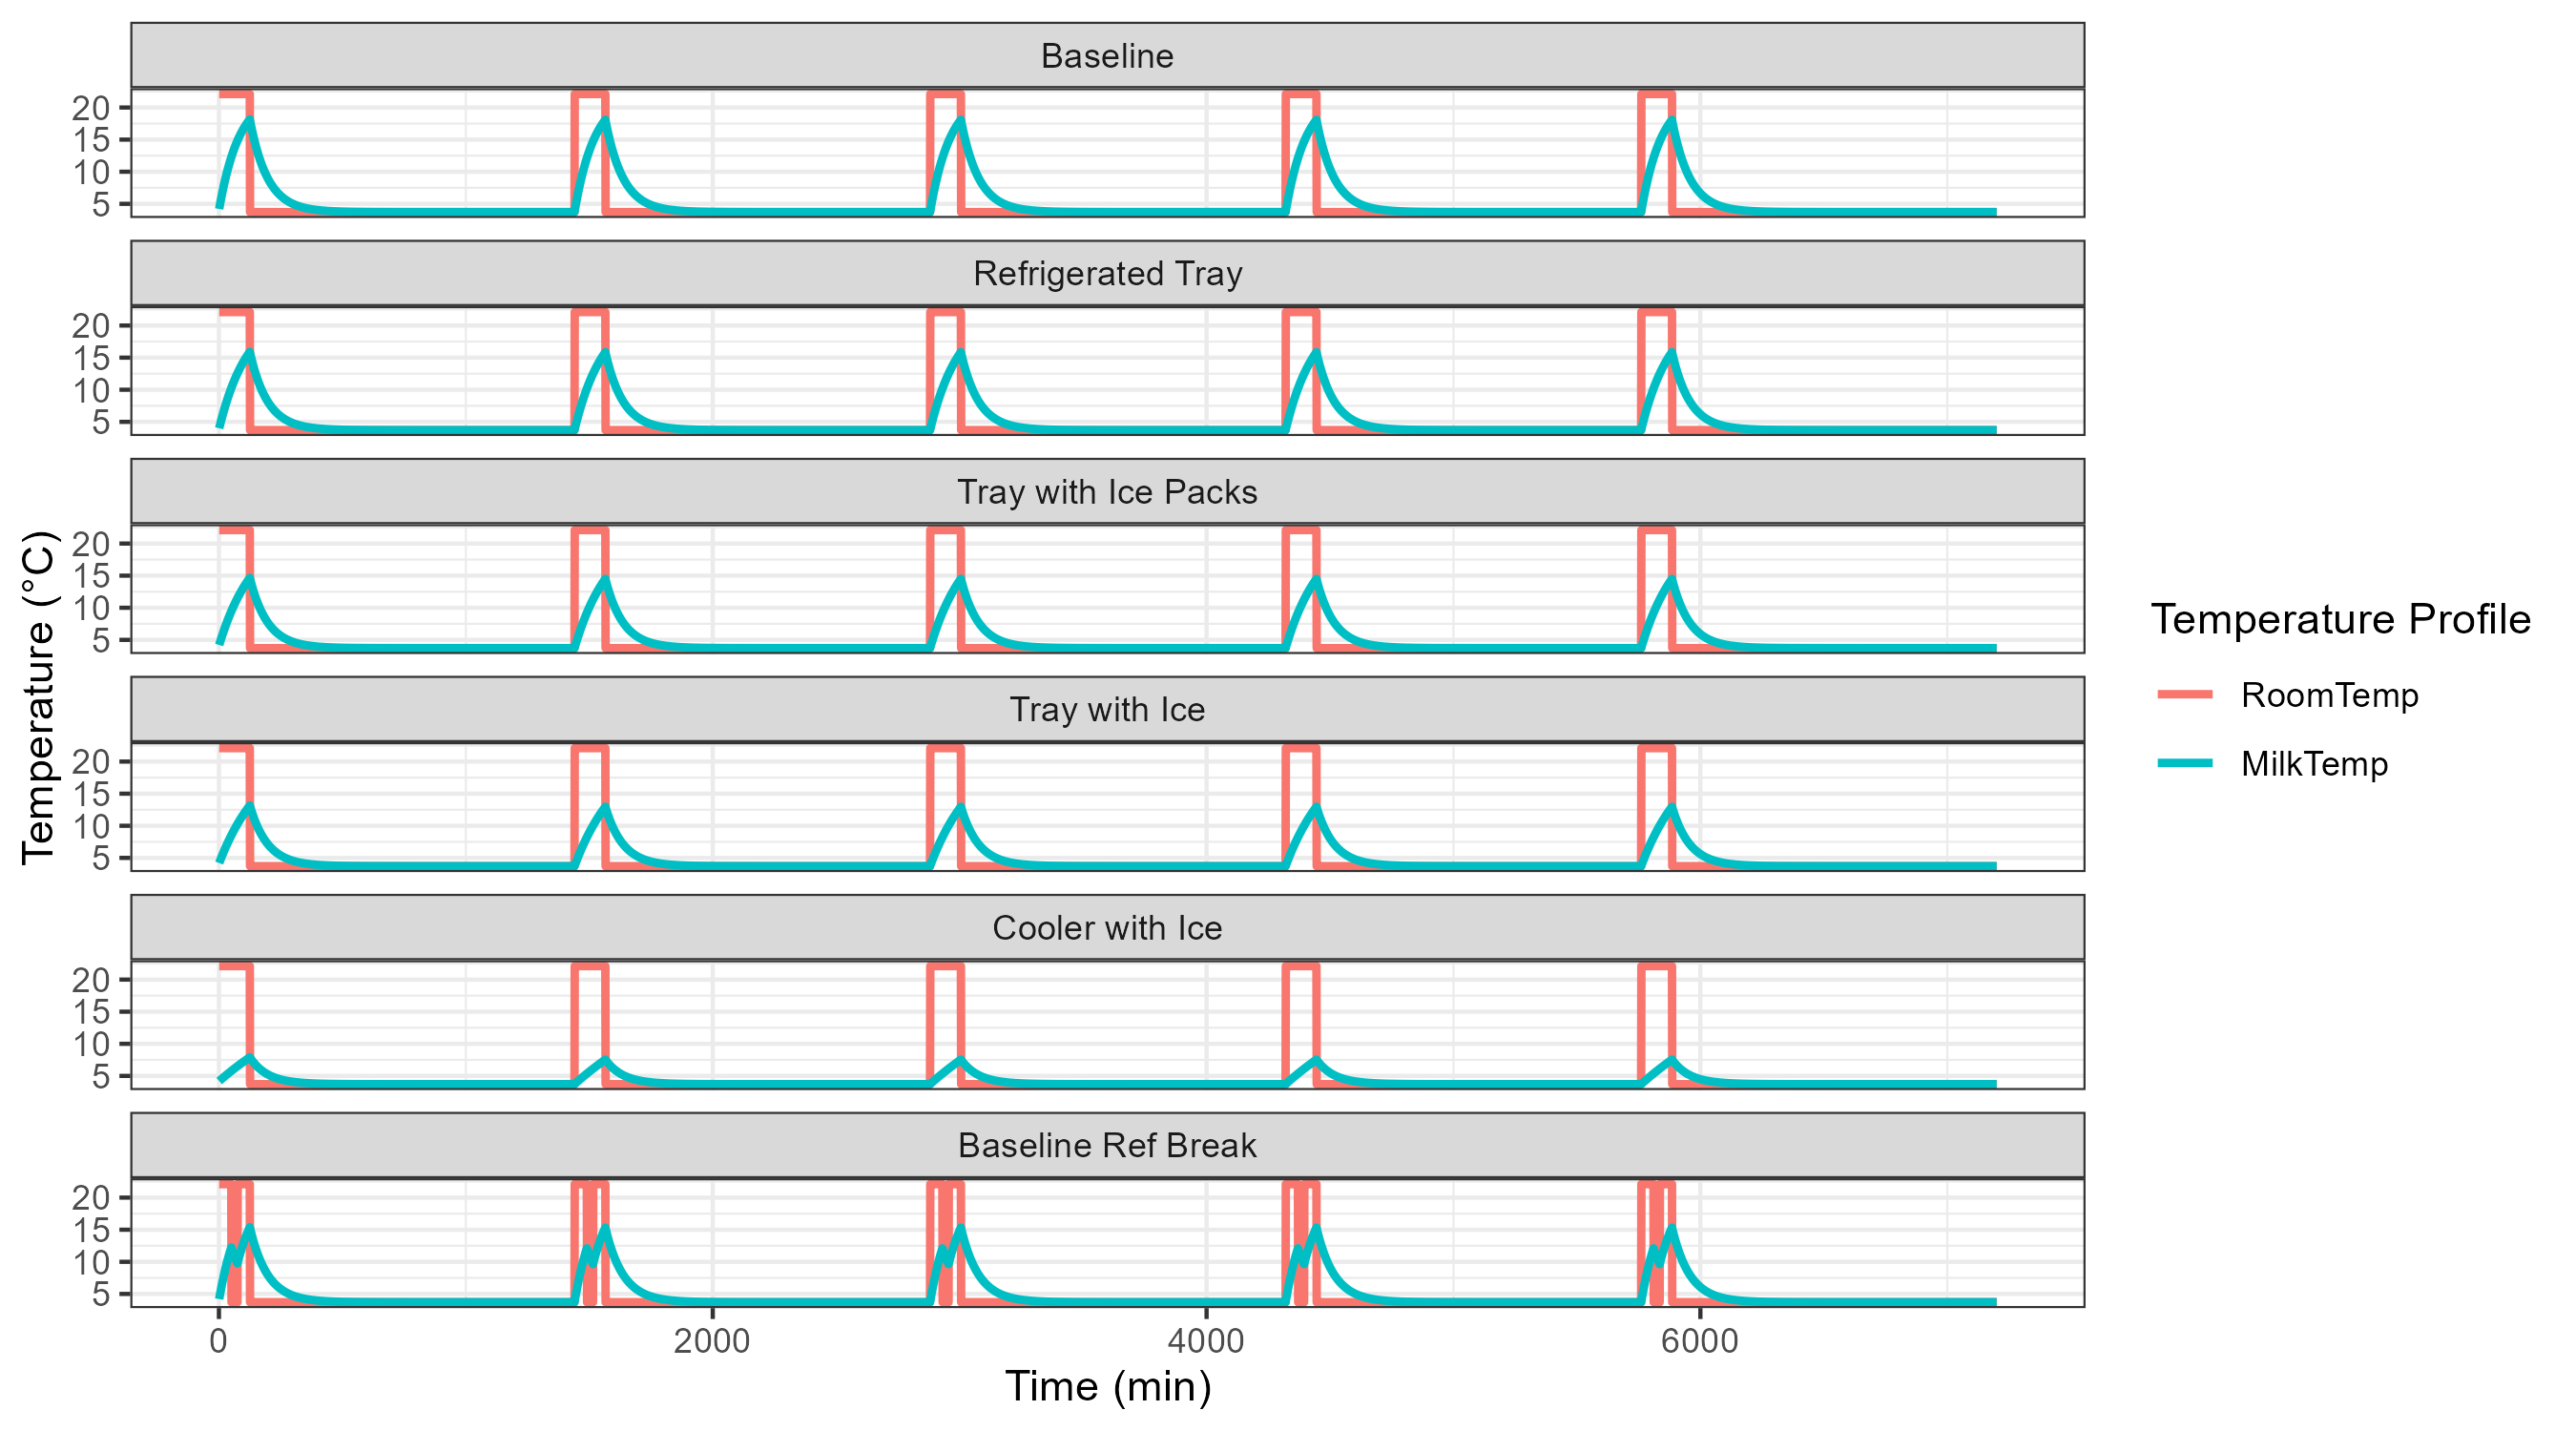 Baseline
20
15
10
5
Refrigerated Tray
20
15
10
5
Tray with Ice Packs
20
15
10
5
Tray with Ice
20
15
10
5
Cooler with Ice
20
15
10
5
Baseline Ref Break
20
15
10
5
0 2000 4000 6000
Time (min)
Temperature (°C)
Temperature Profile
RoomTemp
MilkTemp